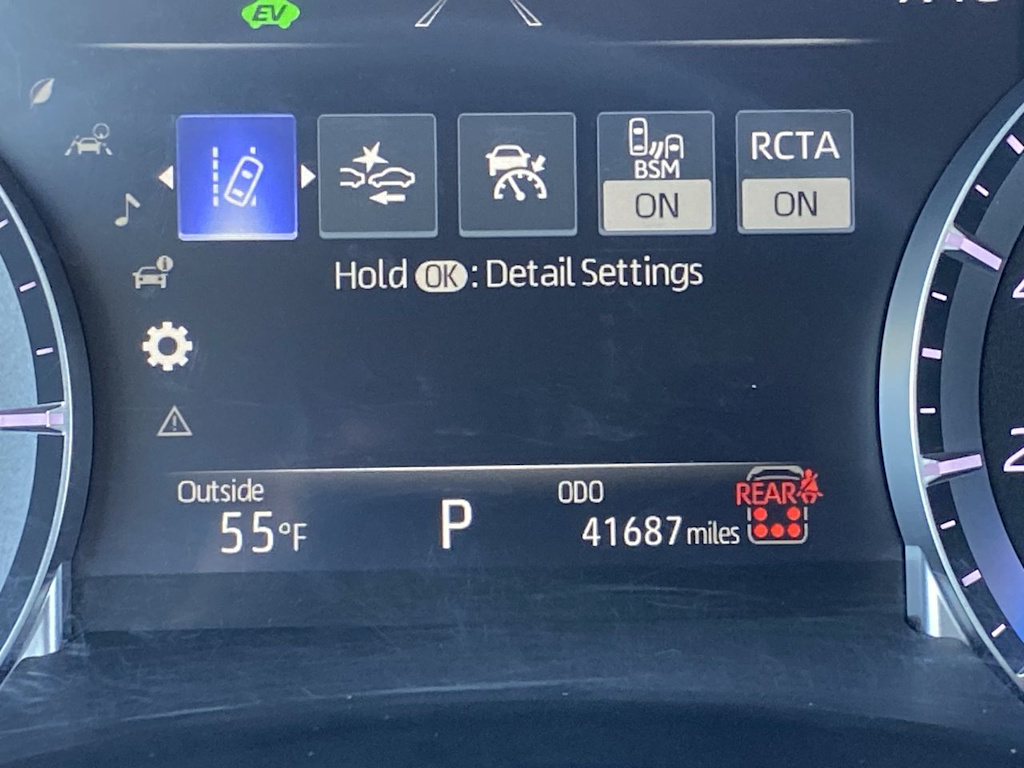 EV
BSM
ON
RCTA
ON
Hold OK : Detail Settings
Outside
55°F
P
ODO
41687 miles
REAR